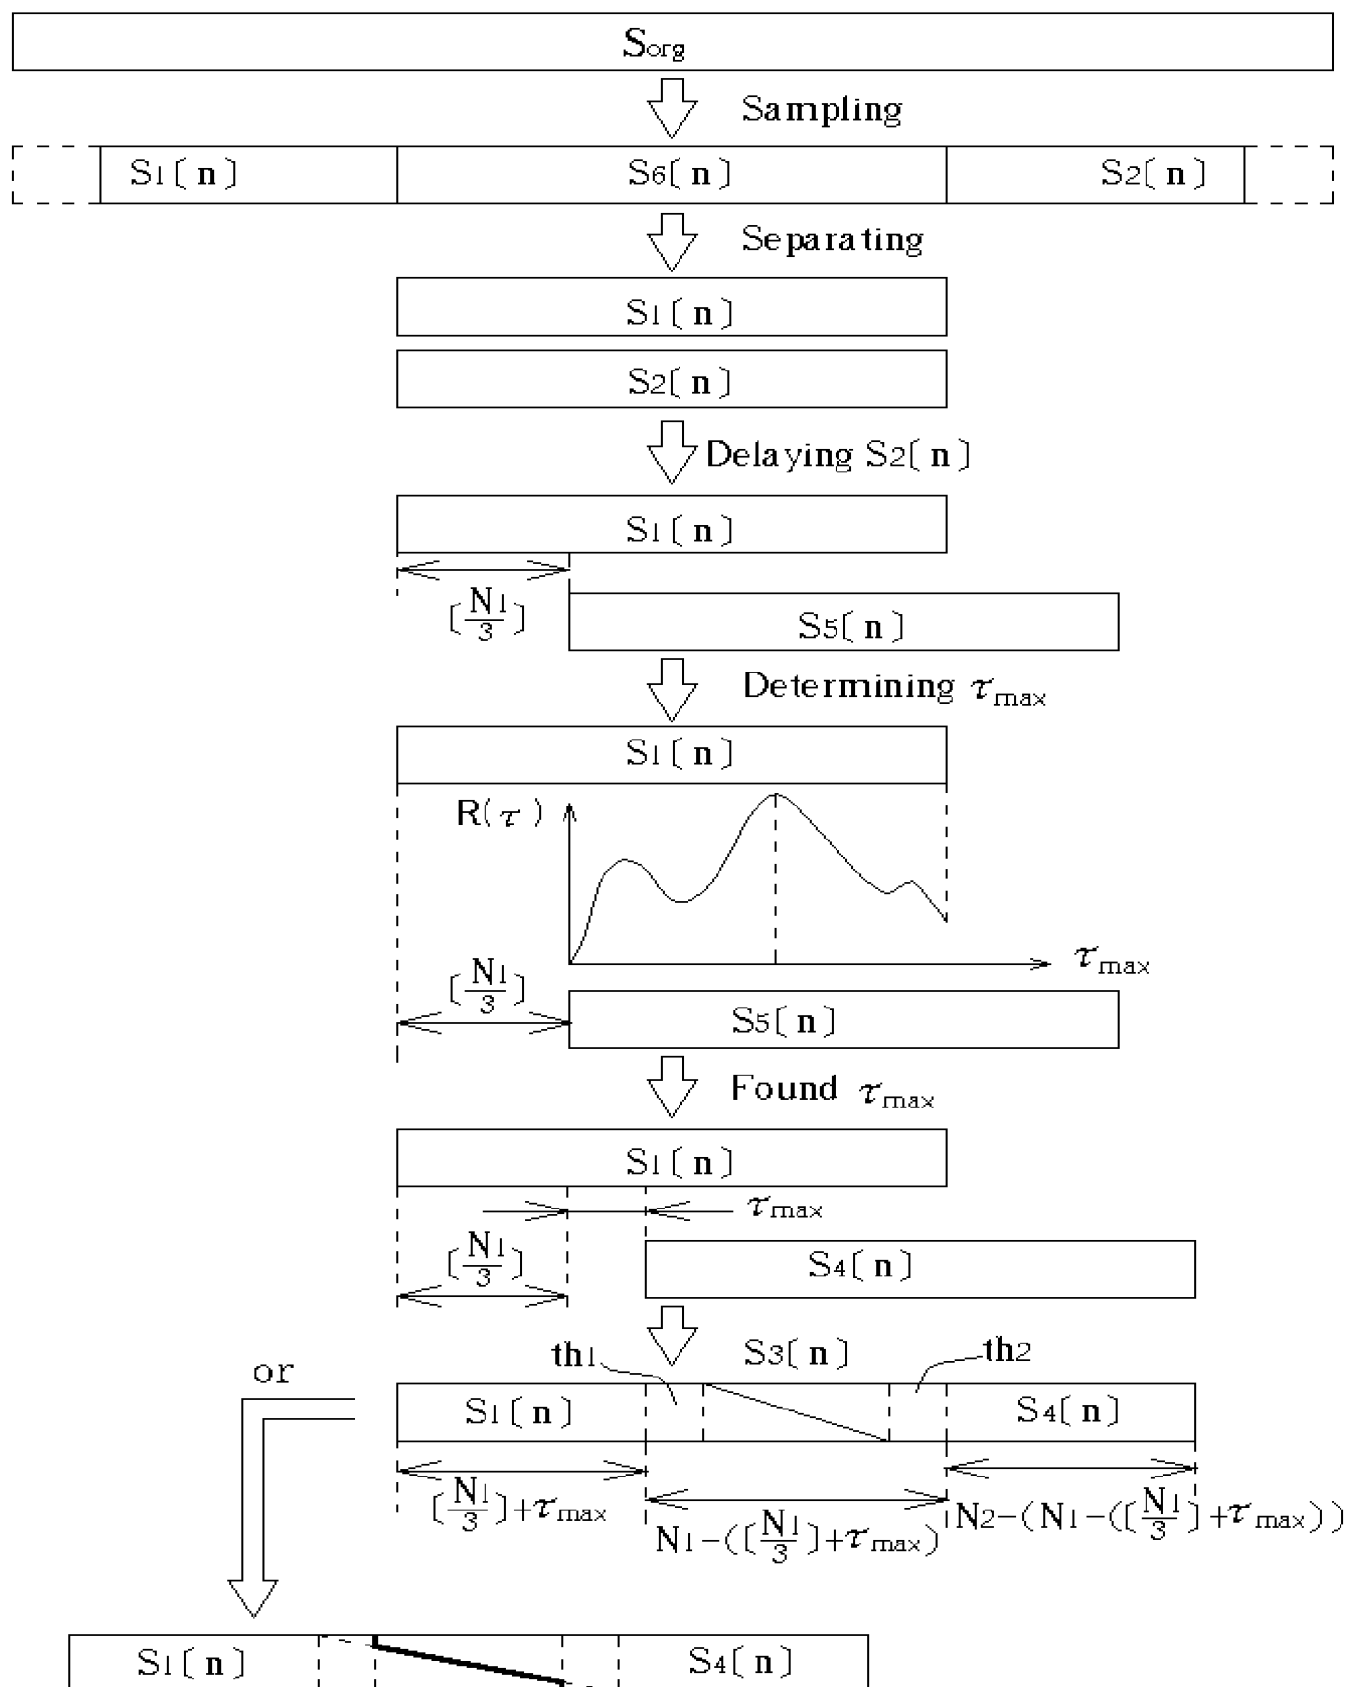 Sorg
Sampling
S1[n] S6[n] S2[n]
Separating
S1[n]
S2[n]
Delaying S2[n]
S1[n]
[N1/3]
S5[n]
Determining τmax
S1[n]
R(τ)
τmax
[N1/3]
S5[n]
Found τmax
S1[n]
τmax
[N1/3]
S4[n]
or
th1 S3[n] th2
S1[n] S4[n]
[N1/3]+τmax
N1-([N1/3]+τmax)
N2-(N1-([N1/3]+τmax))
S1[n] S4[n]